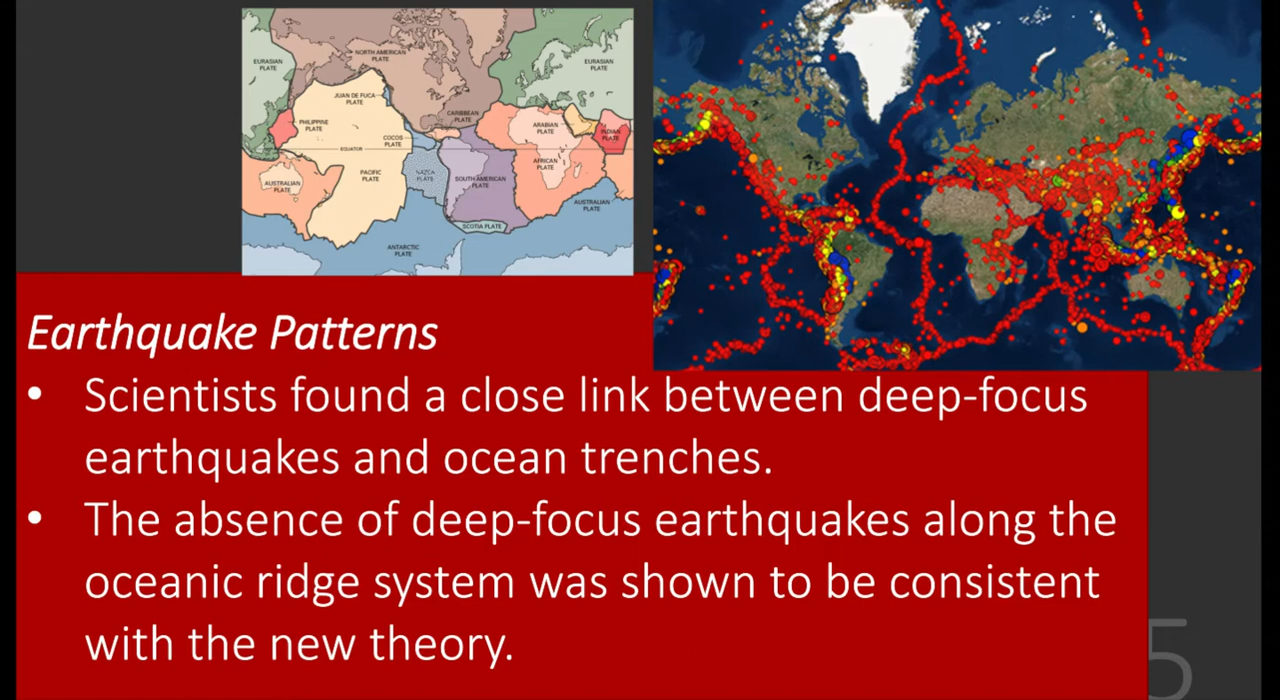 NORTH AMERICAN
PLATE
EURASIAN
PLATE
EURASIAN
PLATE
JUAN DE FUCA
PLATE
CARIBBEAN
PLATE
PHILIPPINE
PLATE
ARABIAN
PLATE
INDIAN
PLATE
COCOS
PLATE
EQUATOR
AFRICAN
PLATE
PACIFIC
PLATE
NAZCA
PLATE
SOUTH AMERICAN
PLATE
AUSTRALIAN
PLATE
AUSTRALIAN
PLATE
SCOTIA PLATE
ANTARCTIC
PLATE
Earthquake Patterns
• Scientists found a close link between deep-focus
earthquakes and ocean trenches.
• The absence of deep-focus earthquakes along the
oceanic ridge system was shown to be consistent
with the new theory.
5